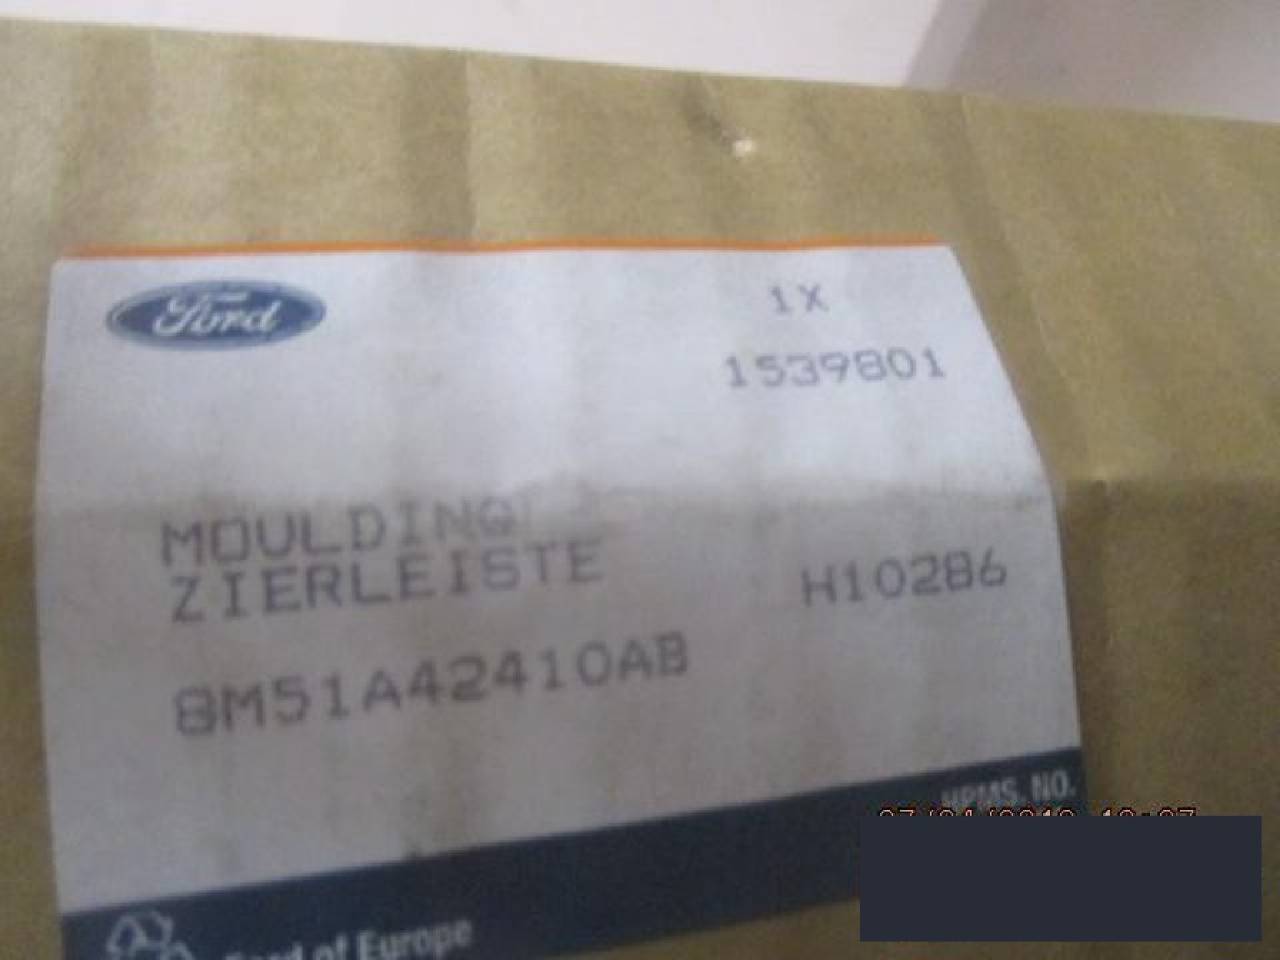 Ford
1X
1539801
MOULDING
ZIERLEISTE
H10286
8M51A42410AB
HPMS. NO.
Ford of Europe